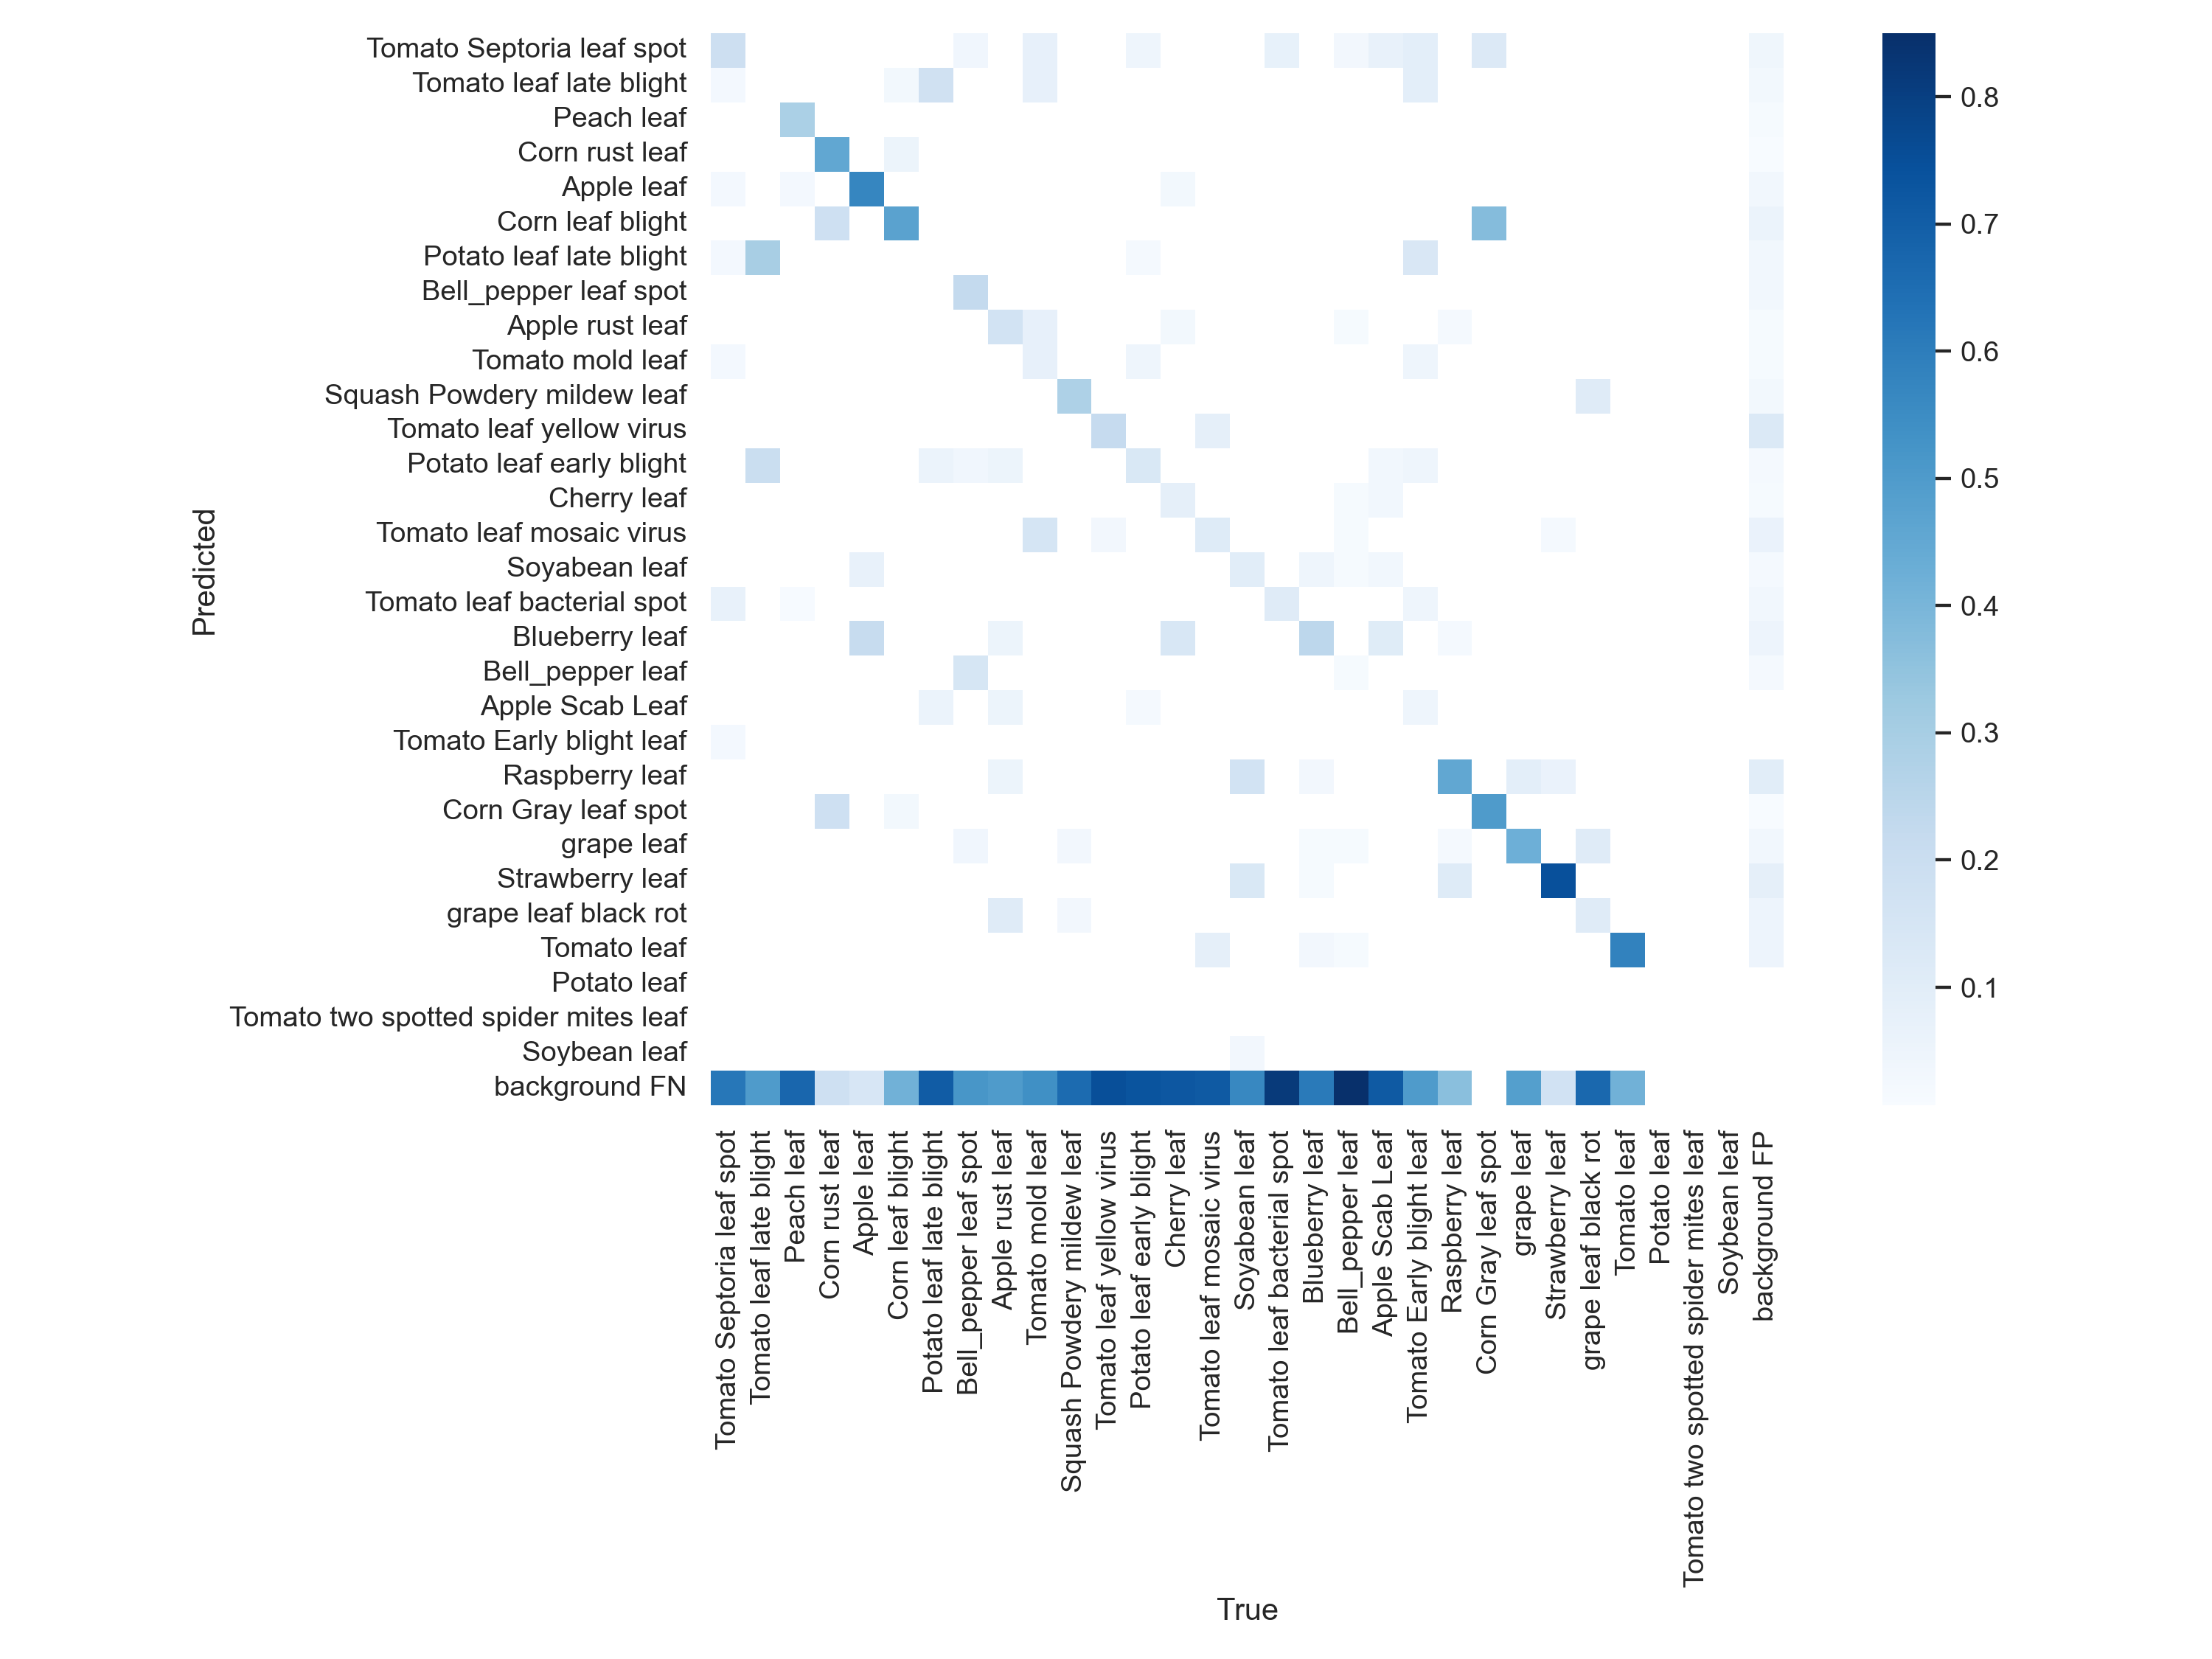 Tomato Septoria leaf spot
Tomato leaf late blight
Peach leaf
Corn rust leaf
Apple leaf
Corn leaf blight
Potato leaf late blight
Bell_pepper leaf spot
Apple rust leaf
Tomato mold leaf
Squash Powdery mildew leaf
Tomato leaf yellow virus
Potato leaf early blight
Cherry leaf
Tomato leaf mosaic virus
Soyabean leaf
Tomato leaf bacterial spot
Blueberry leaf
Bell_pepper leaf
Apple Scab Leaf
Tomato Early blight leaf
Raspberry leaf
Corn Gray leaf spot
grape leaf
Strawberry leaf
grape leaf black rot
Tomato leaf
Potato leaf
Tomato two spotted spider mites leaf
Soybean leaf
background FN
Predicted
Tomato Septoria leaf spot
Tomato leaf late blight
Peach leaf
Corn rust leaf
Apple leaf
Corn leaf blight
Potato leaf late blight
Bell_pepper leaf spot
Apple rust leaf
Tomato mold leaf
Squash Powdery mildew leaf
Tomato leaf yellow virus
Potato leaf early blight
Cherry leaf
Tomato leaf mosaic virus
Soyabean leaf
Tomato leaf bacterial spot
Blueberry leaf
Bell_pepper leaf
Apple Scab Leaf
Tomato Early blight leaf
Raspberry leaf
Corn Gray leaf spot
grape leaf
Strawberry leaf
grape leaf black rot
Tomato leaf
Potato leaf
Tomato two spotted spider mites leaf
Soybean leaf
background FP
True
0.8
0.7
0.6
0.5
0.4
0.3
0.2
0.1